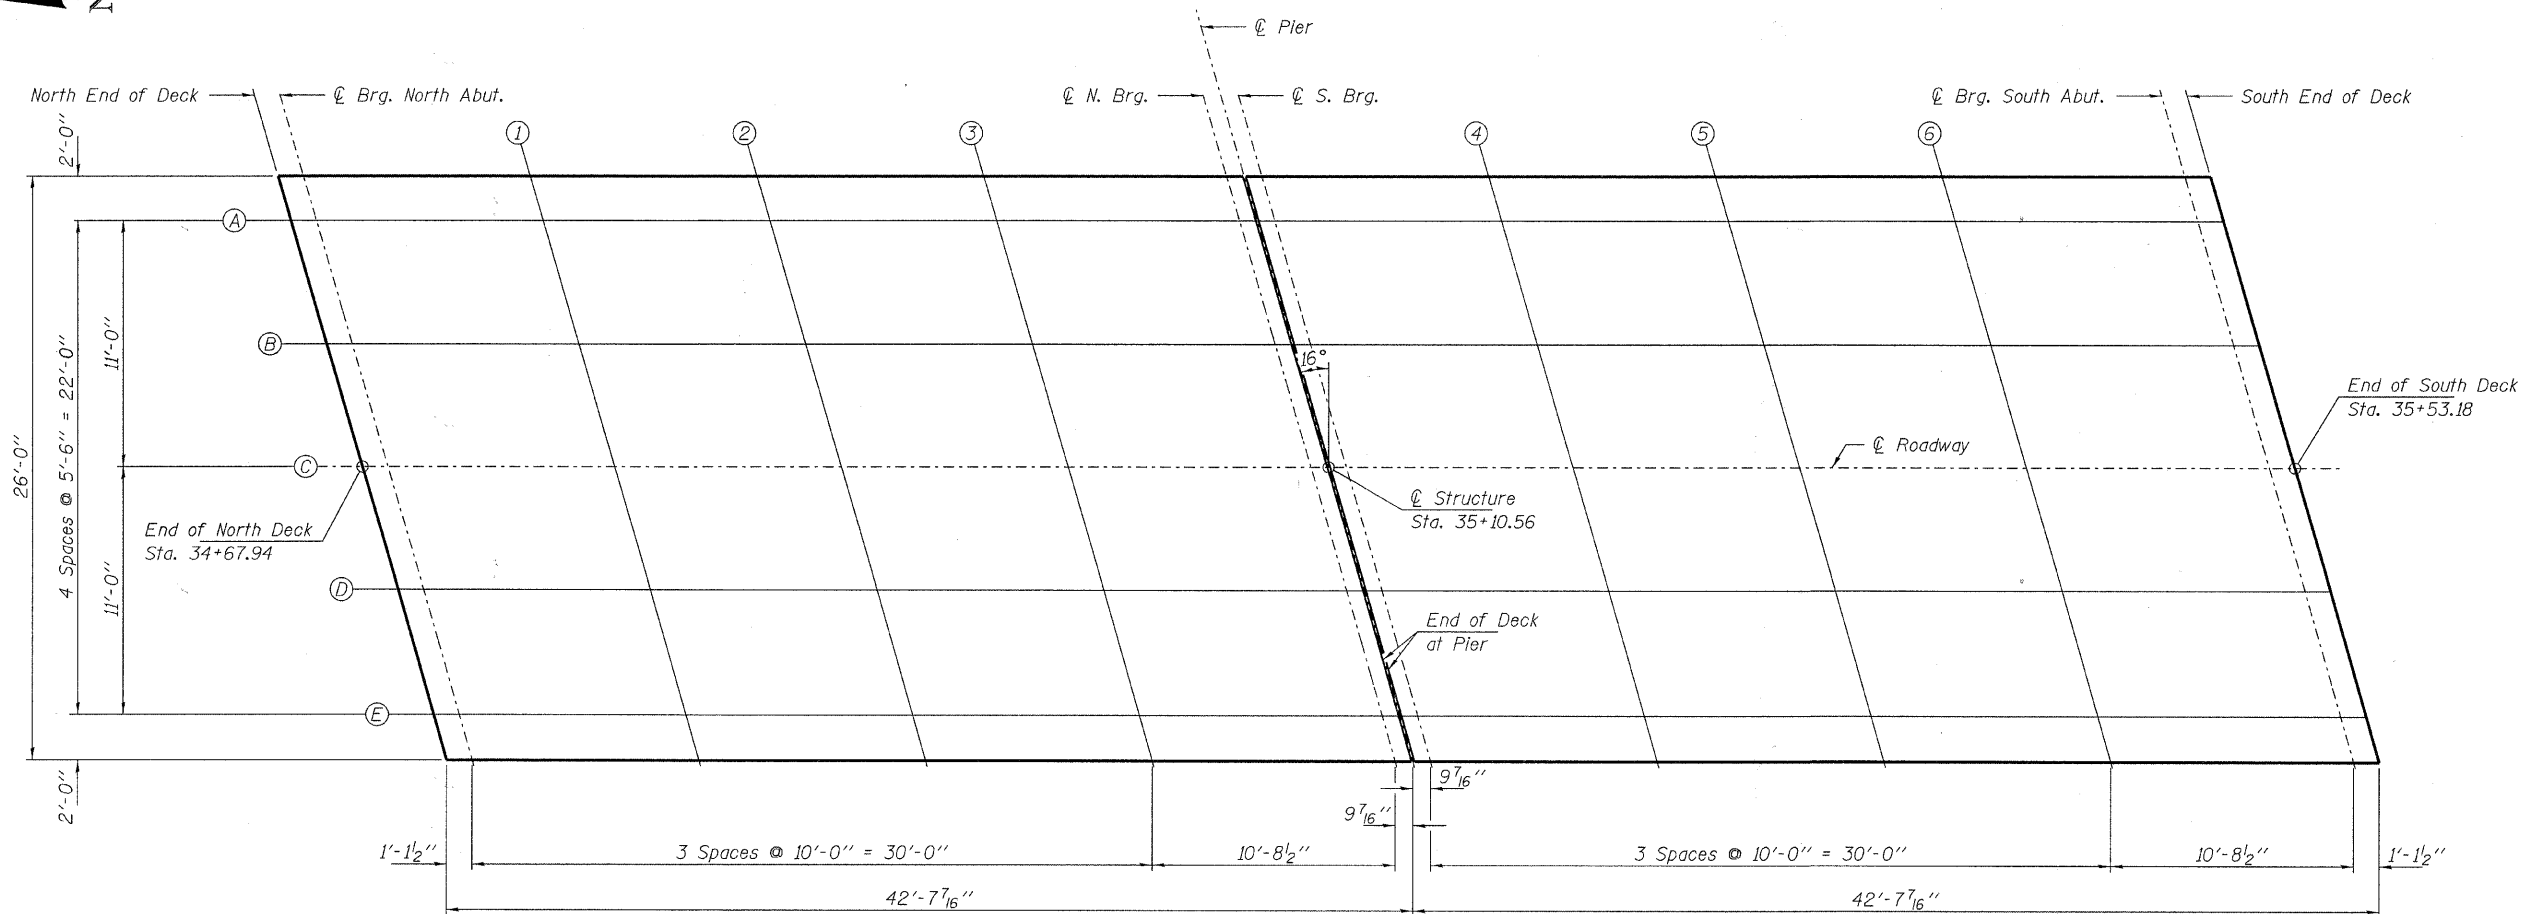 N
℄ Pier
North End of Deck
℄ Brg. North Abut.
℄ N. Brg.
℄ S. Brg.
℄ Brg. South Abut.
South End of Deck
2'-0"
1
2
3
4
5
6
A
B
C
D
E
26'-0"
4 Spaces @ 5'-6" = 22'-0"
11'-0"
11'-0"
16°
End of South Deck
Sta. 35+53.18
℄ Roadway
℄ Structure
Sta. 35+10.56
End of North Deck
Sta. 34+67.94
End of Deck
at Pier
2'-0"
9 7/16"
9 7/16"
1'-1 1/2"
3 Spaces @ 10'-0" = 30'-0"
10'-8 1/2"
3 Spaces @ 10'-0" = 30'-0"
10'-8 1/2"
1'-1 1/2"
42'-7 7/16"
42'-7 7/16"